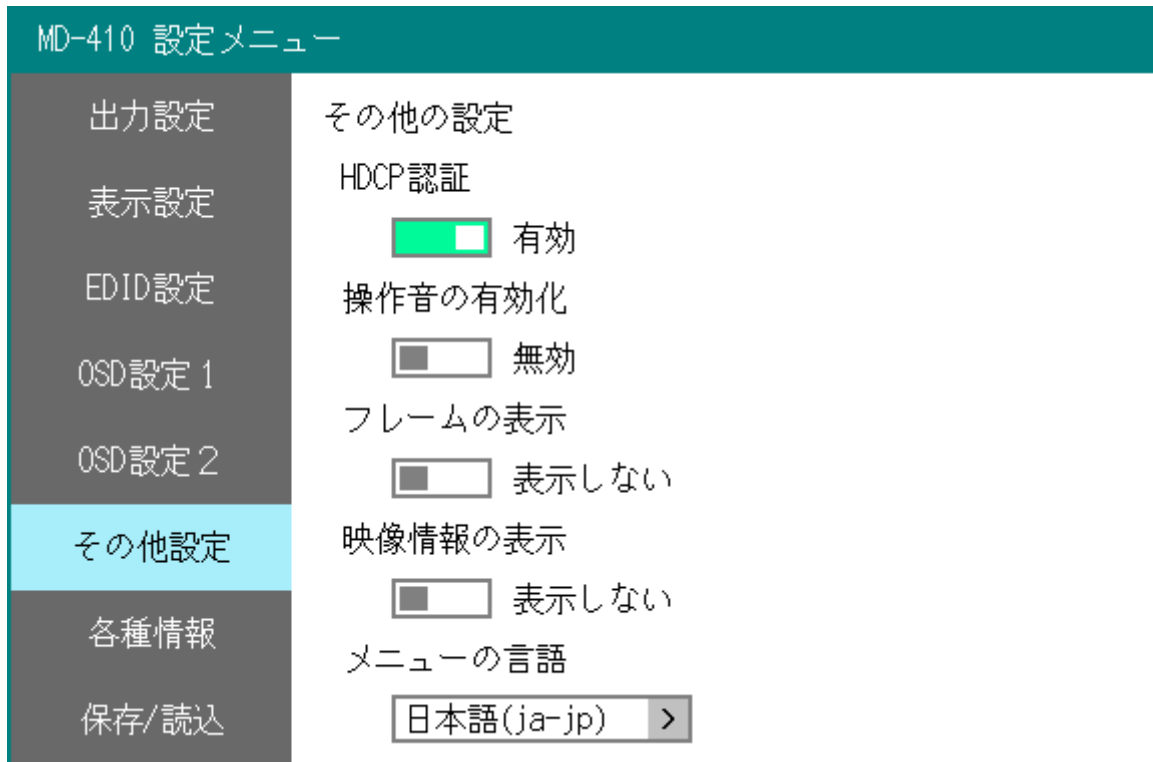 MD-410 設定メニュー
出力設定
表示設定
EDID設定
OSD設定１
OSD設定２
その他設定
各種情報
保存/読込
その他の設定
HDCP認証
有効
操作音の有効化
無効
フレームの表示
表示しない
映像情報の表示
表示しない
メニューの言語
日本語(ja-jp) >